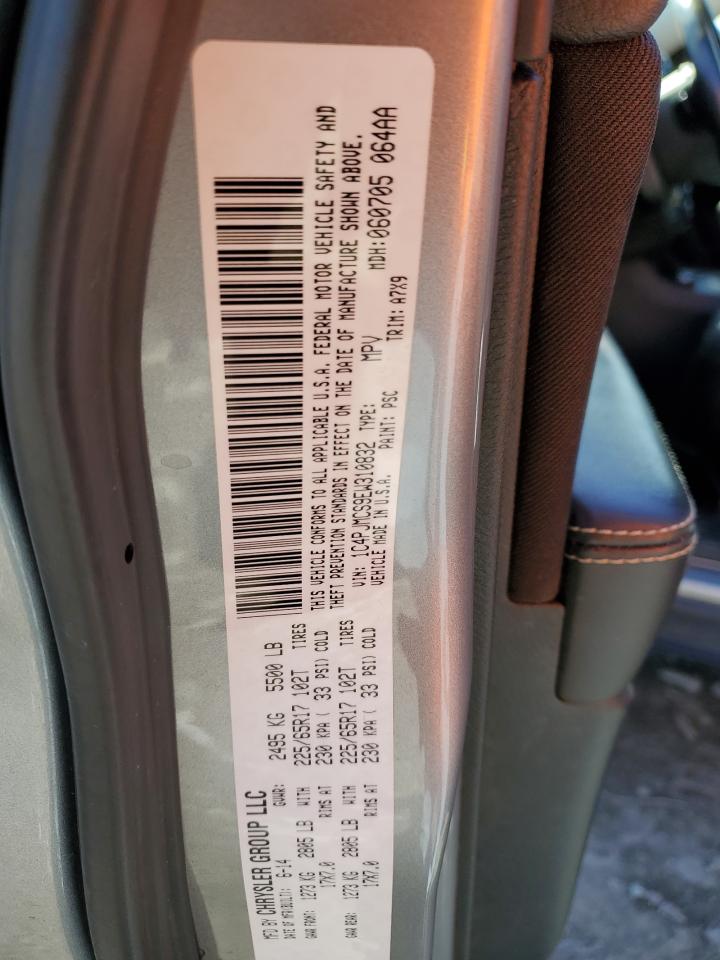 MFD BY CHRYSLER GROUP LLC
DATE OF MFR(BUILT): 6-14 GVWR: 2495 KG 5500 LB
GAWR FRONT: 1273 KG 2805 LB WITH 225/65R17 102T TIRES
17X7.0 RIMS AT 230 KPA ( 33 PSI) COLD
GAWR REAR: 1273 KG 2805 LB WITH 225/65R17 102T TIRES
17X7.0 RIMS AT 230 KPA ( 33 PSI) COLD
THIS VEHICLE CONFORMS TO ALL APPLICABLE U.S.A. FEDERAL MOTOR VEHICLE SAFETY AND
THEFT PREVENTION STANDARDS IN EFFECT ON THE DATE OF MANUFACTURE SHOWN ABOVE.
VIN: 1C4PJMCS9EW310832 TYPE: MPV MDH:060705 064AA
VEHICLE MADE IN U.S.A. PAINT: PSC TRIM: A7X9